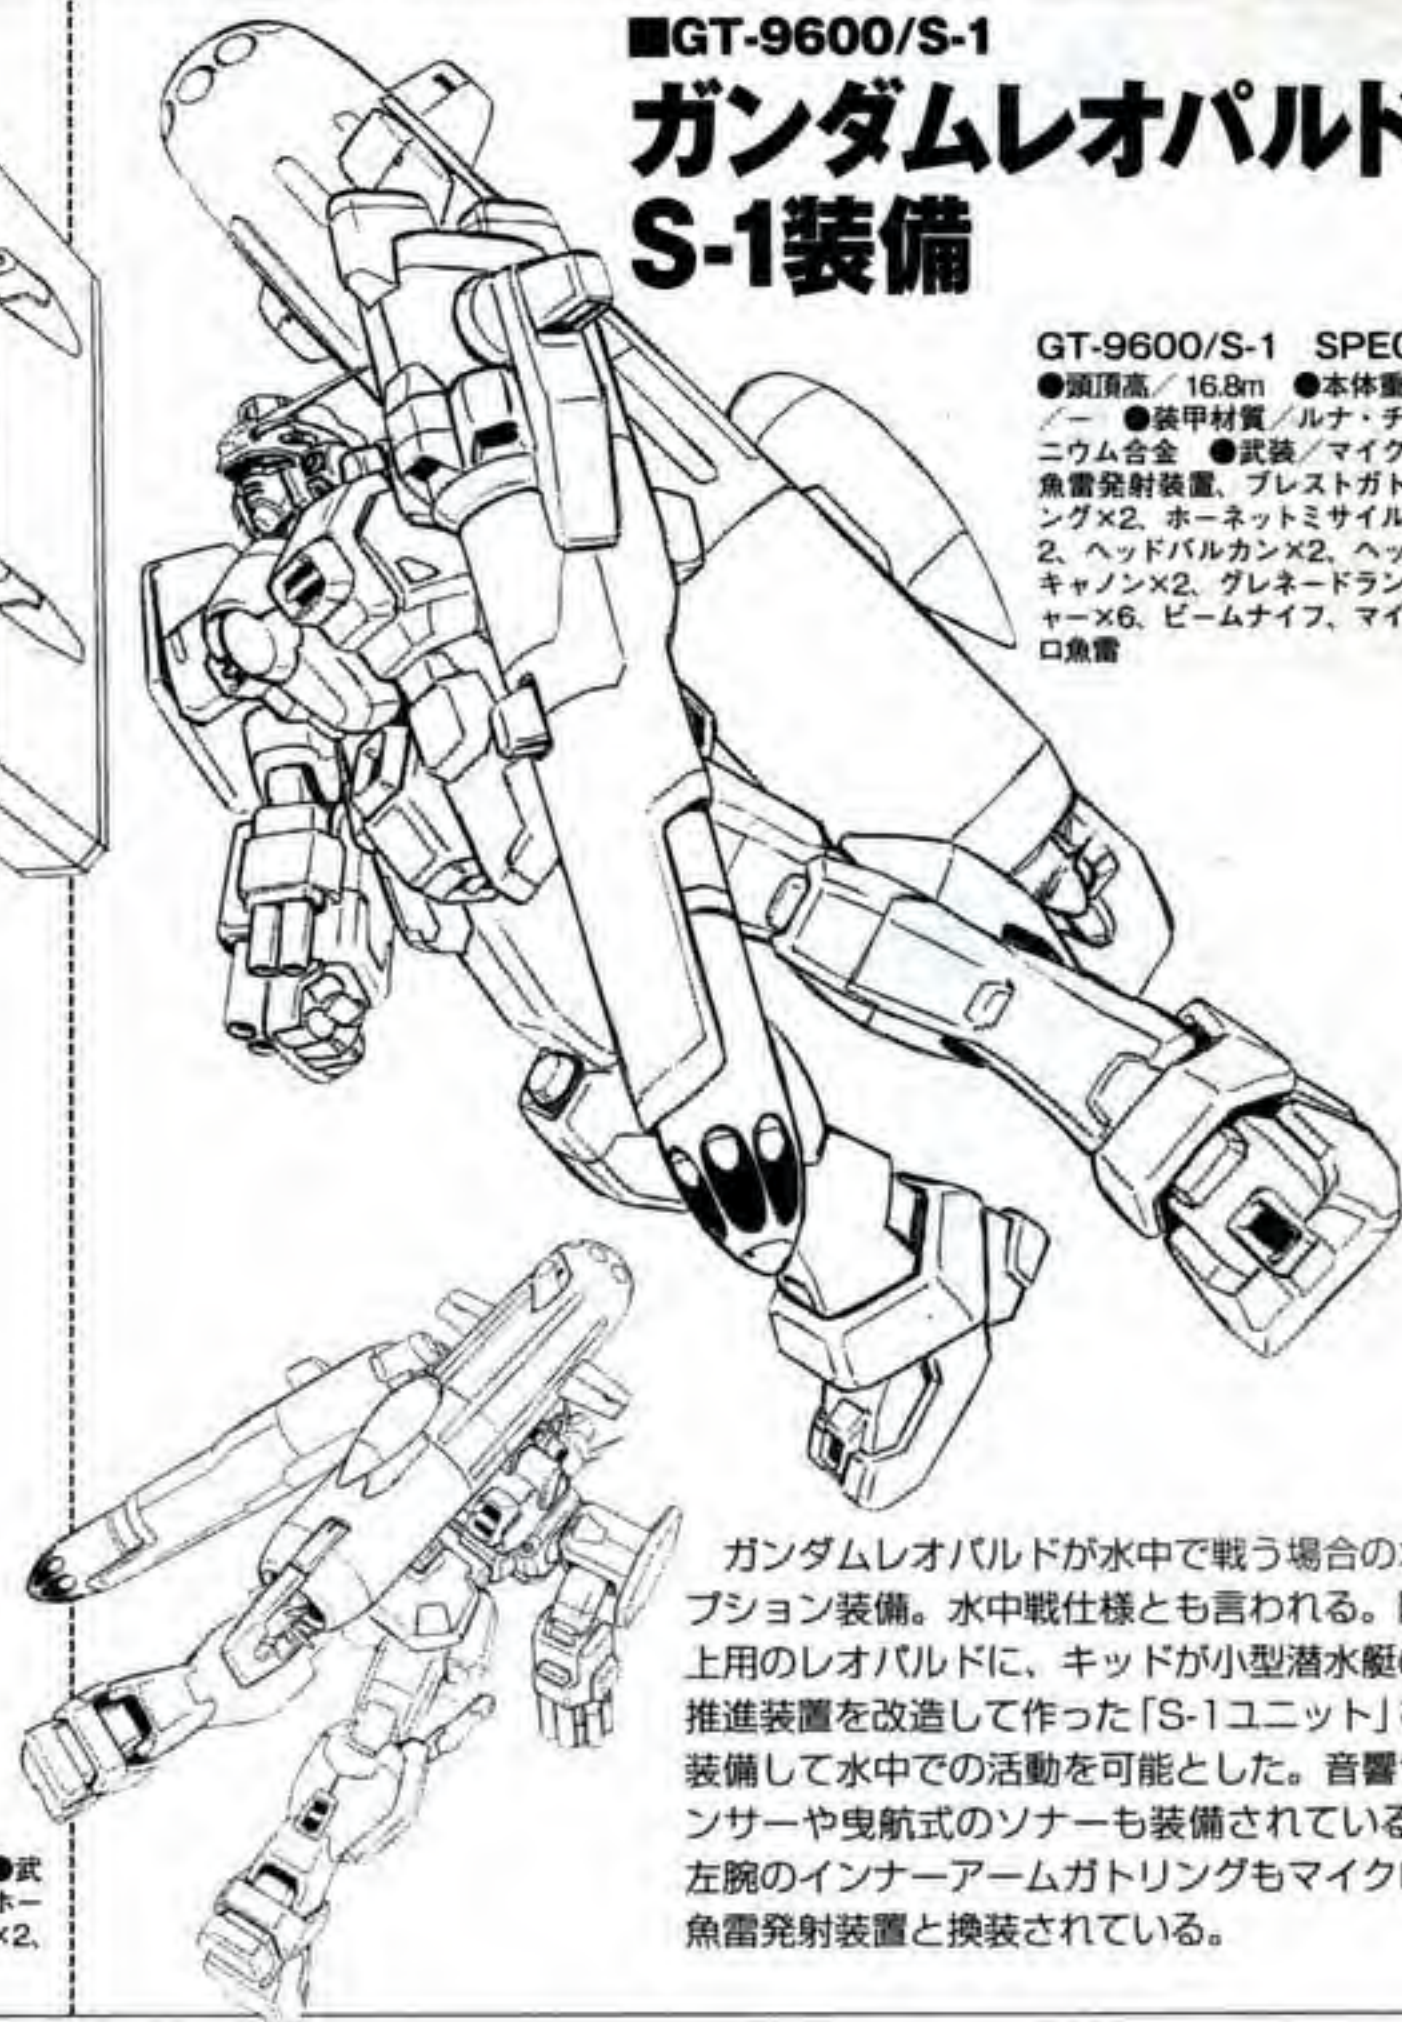 ■GT-9600/S-1
ガンダムレオパルド
S-1装備
GT-9600/S-1 SPEC
●頭頂高／16.8m ●本体重
／ー ●装甲材質／ルナ・チ
ニウム合金 ●武装／マイク
魚雷発射装置、ブレストガト
ング×2、ホーネットミサイル
2、ヘッドバルカン×2、ヘッ
キャノン×2、グレネードラン
ャー×6、ビームナイフ、マイ
ロ魚雷
ガンダムレオパルドが水中で戦う場合の
プション装備。水中戦仕様とも言われる。
上用のレオパルドに、キッドが小型潜水艇
推進装置を改造して作った「S-1ユニット」
装備して水中での活動を可能とした。音響
ンサーや曳航式のソナーも装備されている
左腕のインナーアームガトリングもマイク
魚雷発射装置と換装されている。
●武
ホー
×2、